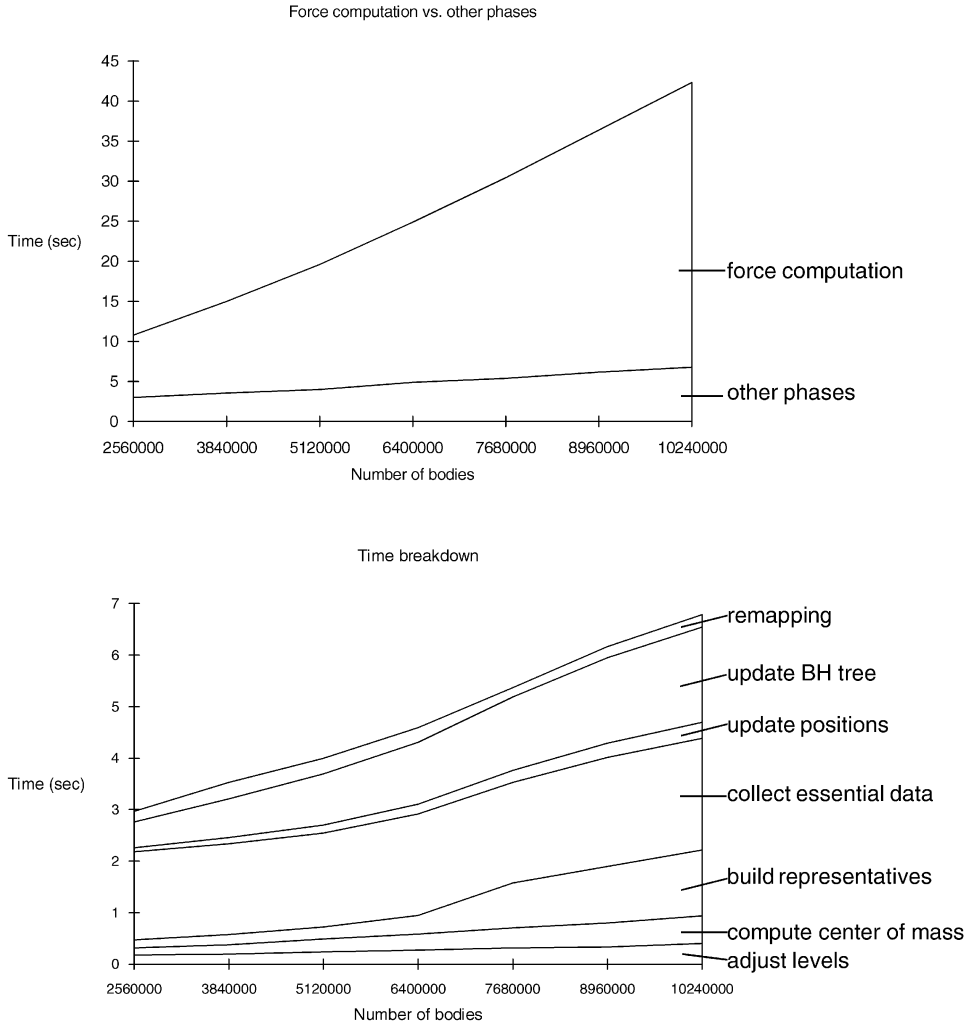 Force computation vs. other phases
45
40
35
30
25
Time (sec)
20
force computation
15
10
5
other phases
0
2560000 3840000 5120000 6400000 7680000 8960000 10240000
Number of bodies
Time breakdown
7
remapping
6
update BH tree
5
update positions
4
Time (sec)
collect essential data
3
2
build representatives
1
compute center of mass
adjust levels
0
2560000 3840000 5120000 6400000 7680000 8960000 10240000
Number of bodies